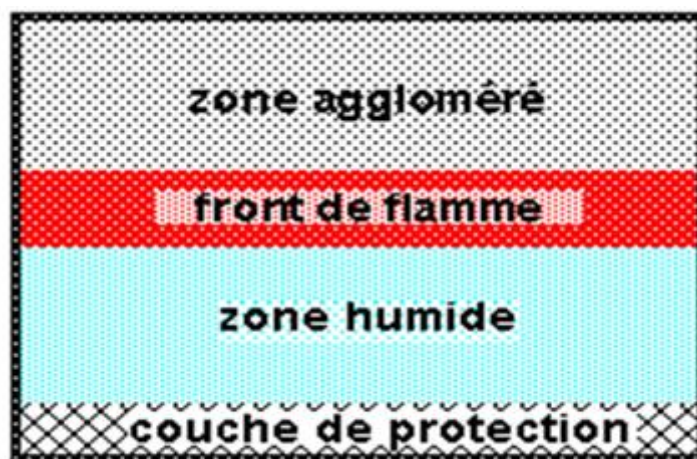 zone aggloméré
front de flamme
zone humide
couche de protection